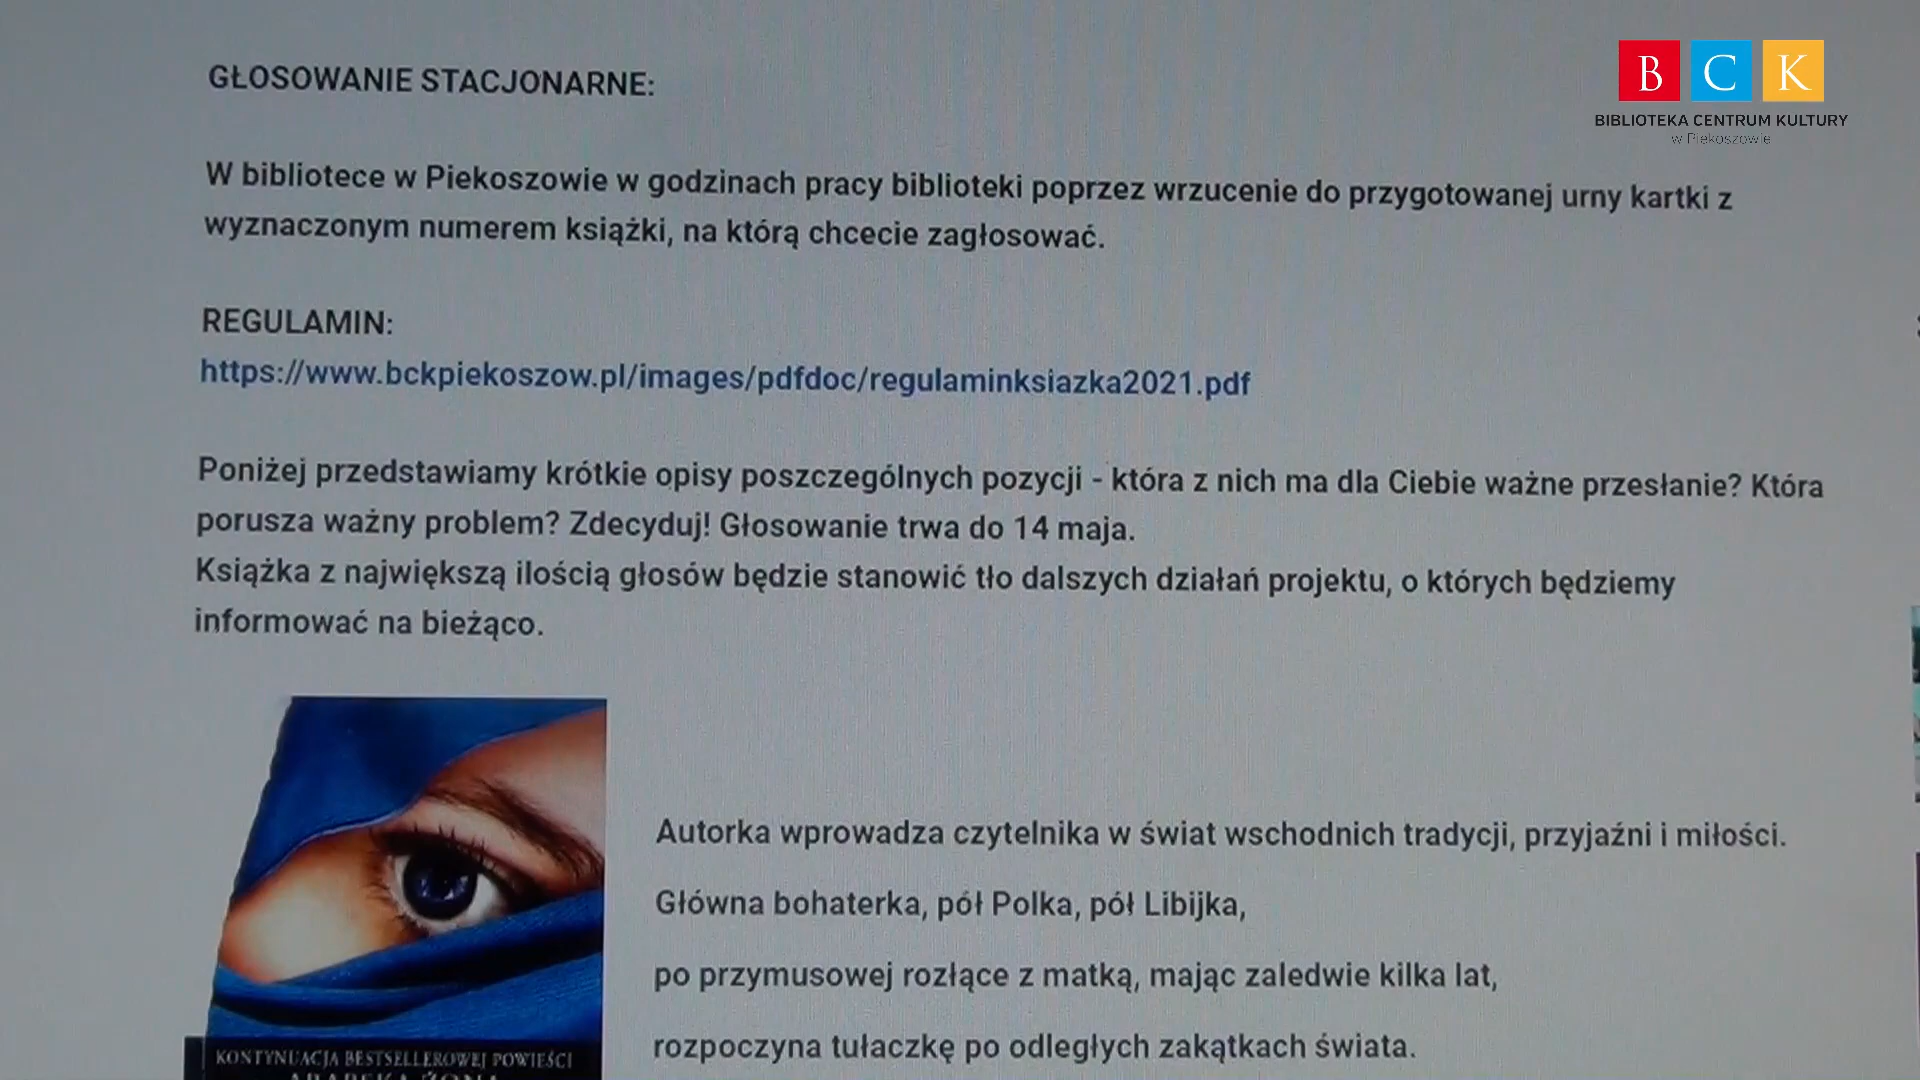 B C K
BIBLIOTEKA CENTRUM KULTURY
w Piekoszowie
GŁOSOWANIE STACJONARNE:
W bibliotece w Piekoszowie w godzinach pracy biblioteki poprzez wrzucenie do przygotowanej urny kartki z
wyznaczonym numerem książki, na którą chcecie zagłosować.
REGULAMIN:
https://www.bckpiekoszow.pl/images/pdfdoc/regulaminksiazka2021.pdf
Poniżej przedstawiamy krótkie opisy poszczególnych pozycji - która z nich ma dla Ciebie ważne przesłanie? Która
porusza ważny problem? Zdecyduj! Głosowanie trwa do 14 maja.
Książka z największą ilością głosów będzie stanowić tło dalszych działań projektu, o których będziemy
informować na bieżąco.
Autorka wprowadza czytelnika w świat wschodnich tradycji, przyjaźni i miłości.
Główna bohaterka, pół Polka, pół Libijka,
po przymusowej rozłące z matką, mając zaledwie kilka lat,
rozpoczyna tułaczkę po odległych zakątkach świata.
KONTYNUACJA BESTSELLEROWEJ POWIEŚCI
ARABSKA ŻONA